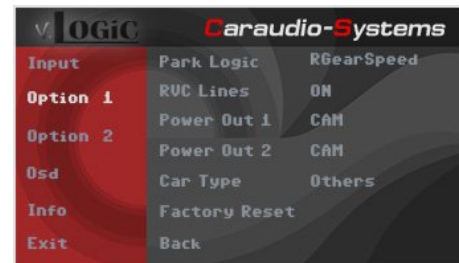 v.LOGiC Caraudio-Systems
Input Park Logic RGearSpeed
Option 1 RVC Lines ON
Power Out 1 CAM
Option 2 Power Out 2 CAM
Osd Car Type Others
Info Factory Reset
Exit Back